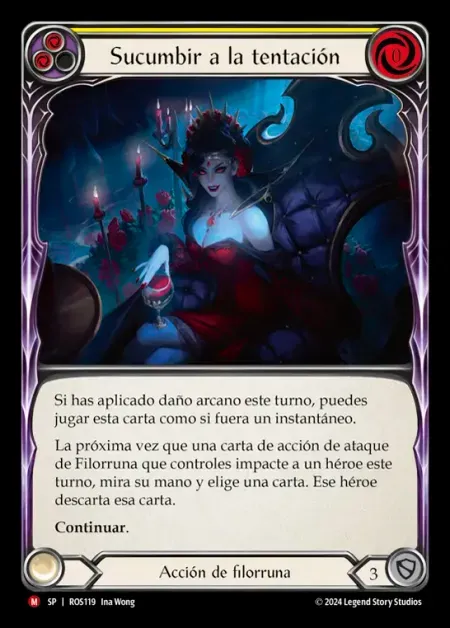 Sucumbir a la tentación
0
Si has aplicado daño arcano este turno, puedes
jugar esta carta como si fuera un instantáneo.
La próxima vez que una carta de acción de ataque
de Filorruna que controles impacte a un héroe este
turno, mira su mano y elige una carta. Ese héroe
descarta esa carta.
Continuar.
Acción de filorruna
3
M SP | ROS119 Ina Wong
© 2024 Legend Story Studios